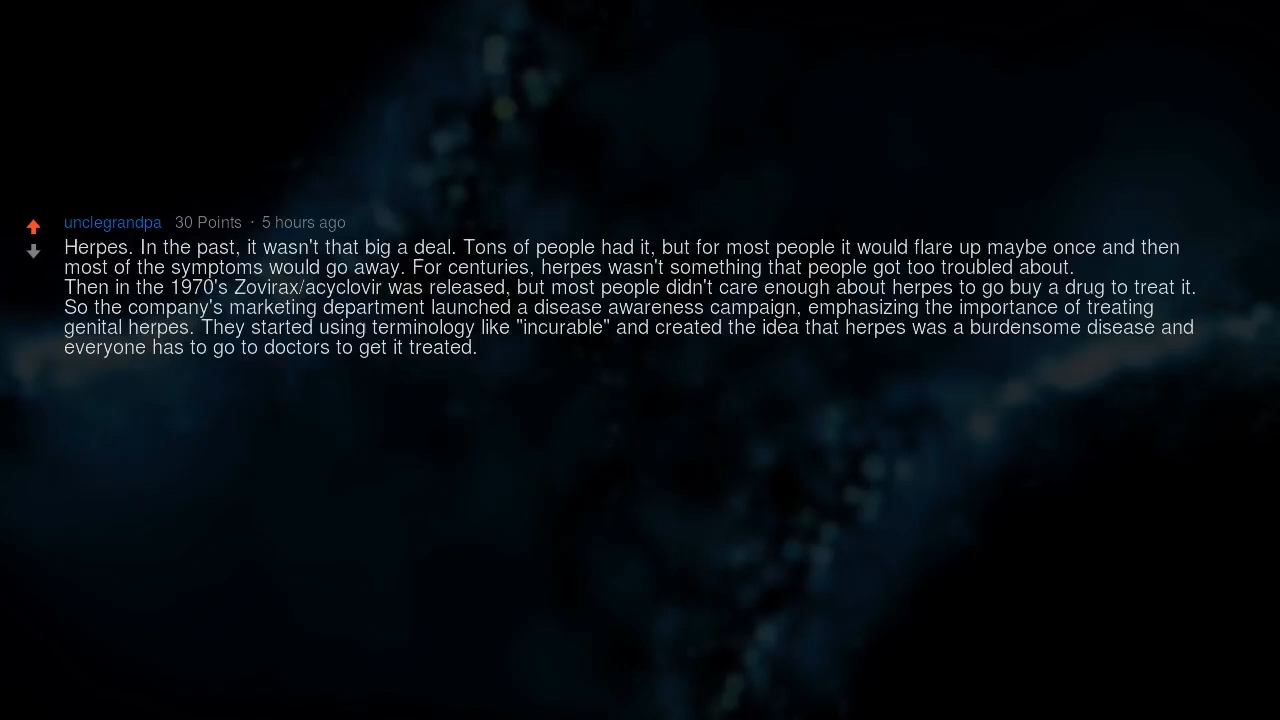 unclegrandpa 30 Points · 5 hours ago
Herpes. In the past, it wasn't that big a deal. Tons of people had it, but for most people it would flare up maybe once and then
most of the symptoms would go away. For centuries, herpes wasn't something that people got too troubled about.
Then in the 1970's Zovirax/acyclovir was released, but most people didn't care enough about herpes to go buy a drug to treat it.
So the company's marketing department launched a disease awareness campaign, emphasizing the importance of treating
genital herpes. They started using terminology like "incurable" and created the idea that herpes was a burdensome disease and
everyone has to go to doctors to get it treated.